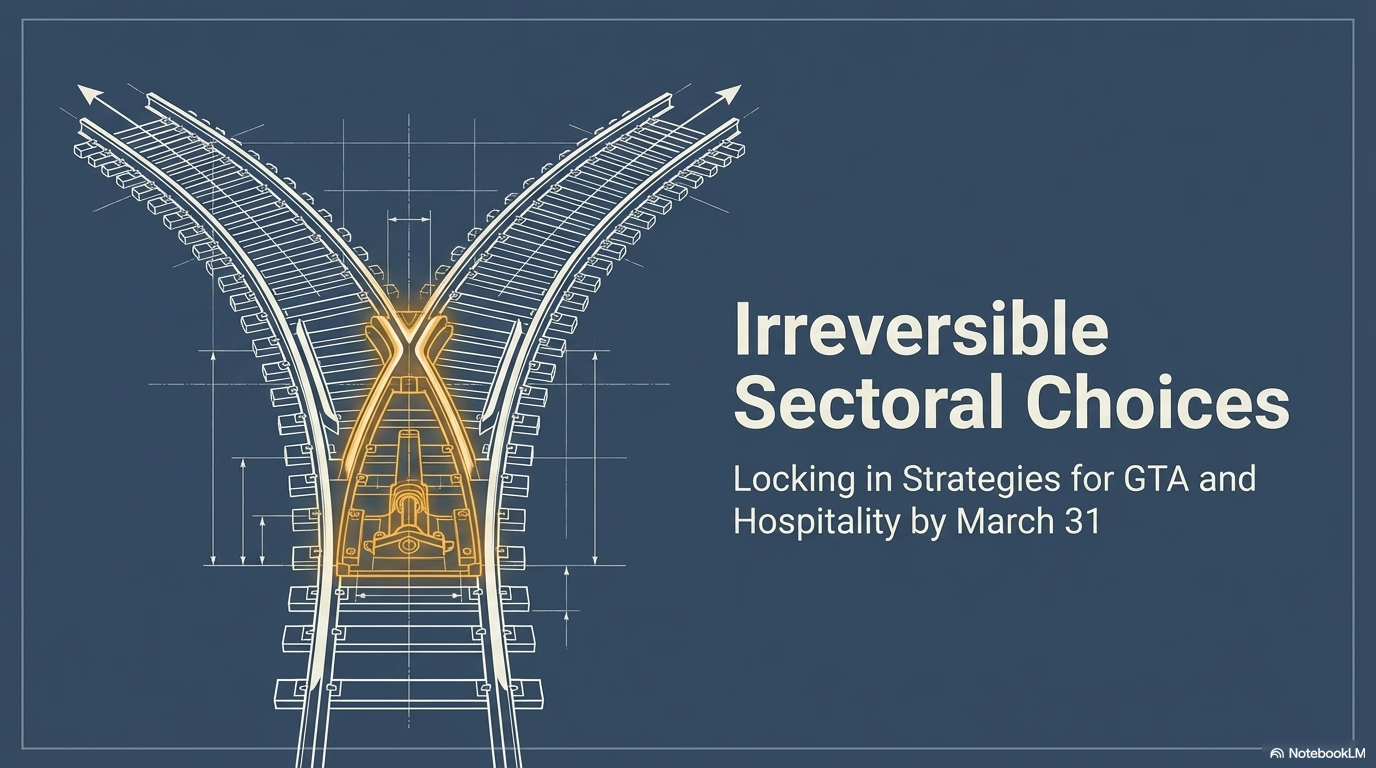 Irreversible
Sectoral Choices
Locking in Strategies for GTA and
Hospitality by March 31
NotebookLM